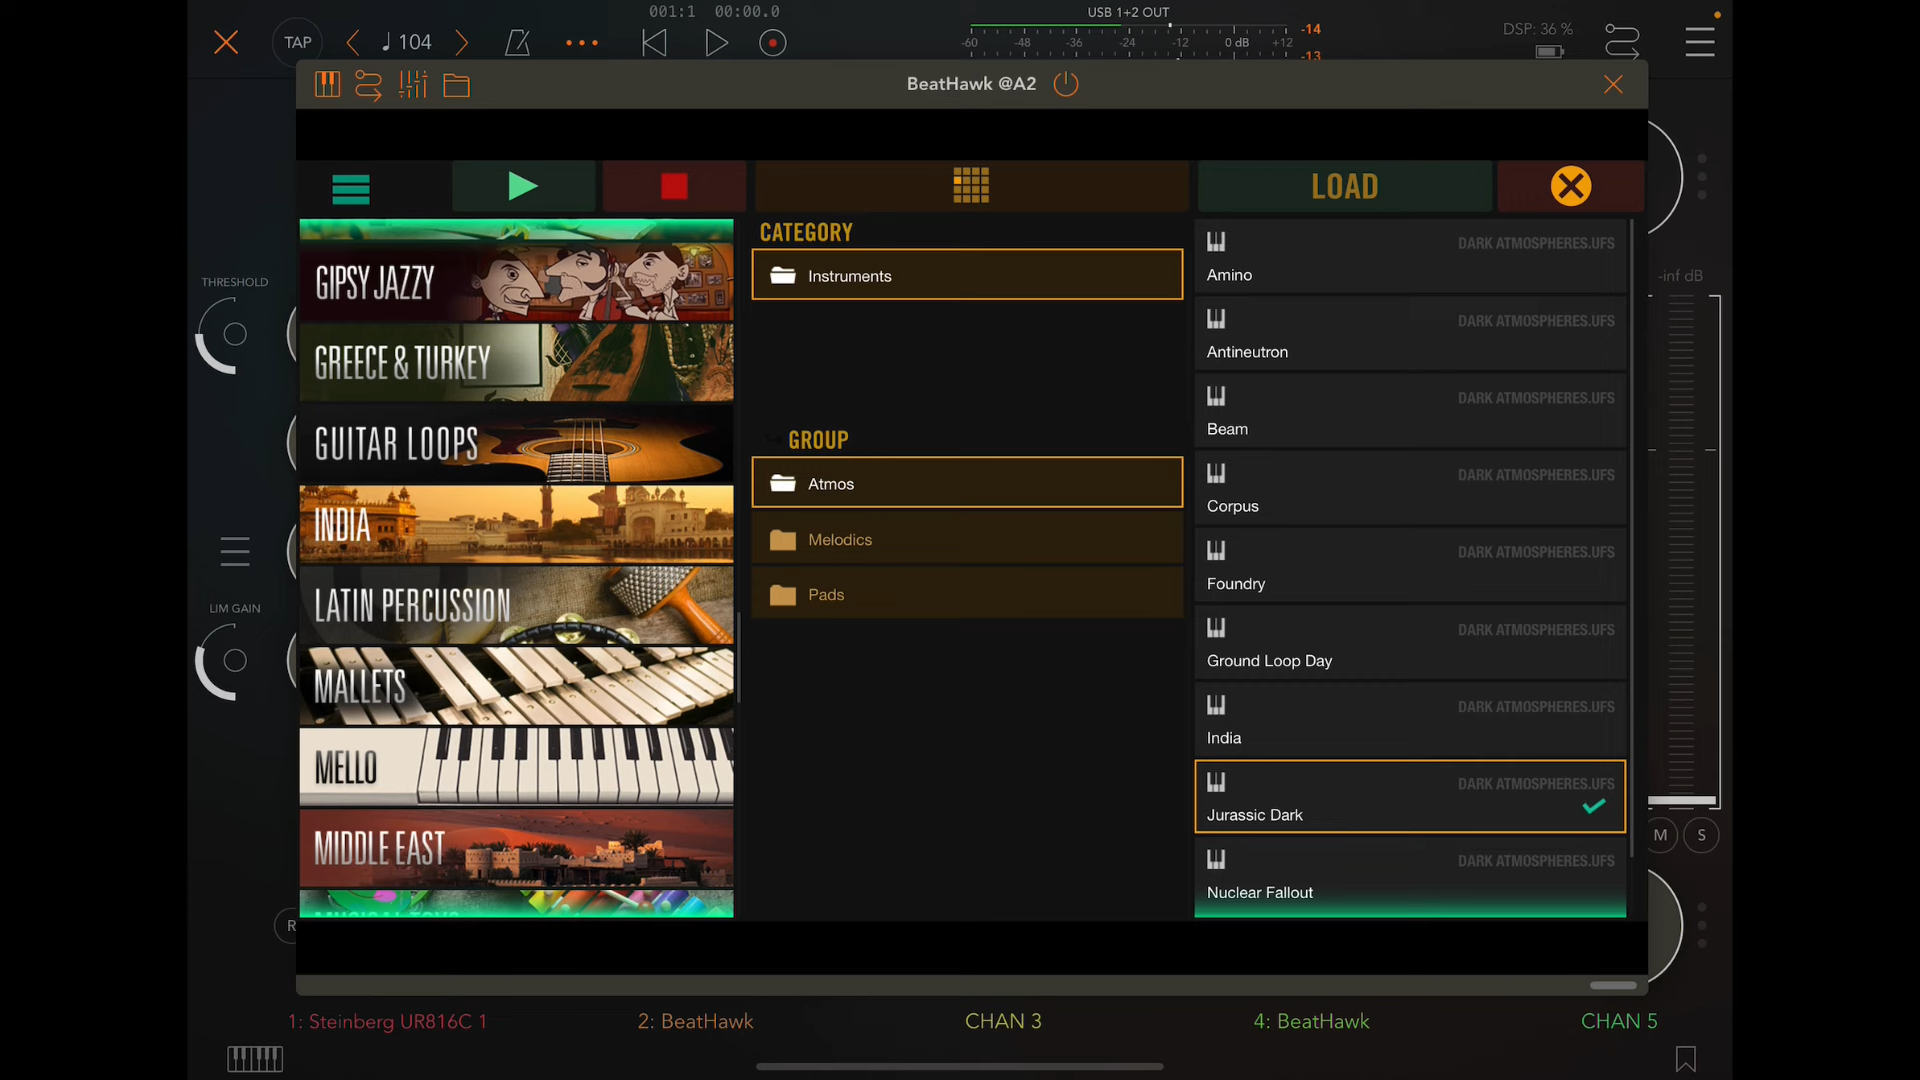 TAP
104
001:1 00:00.0
USB 1+2 OUT
-60 -48 -36 -24 -12 0 dB +12
-14
-13
DSP: 36 %
BeatHawk @A2
LOAD
THRESHOLD
LIM GAIN
R
GIPSY JAZZY
GREECE & TURKEY
GUITAR LOOPS
INDIA
LATIN PERCUSSION
MALLETS
MELLO
MIDDLE EAST
MUSICAL TOYS
CATEGORY
Instruments
GROUP
Atmos
Melodics
Pads
DARK ATMOSPHERES.UFS
Amino
DARK ATMOSPHERES.UFS
Antineutron
DARK ATMOSPHERES.UFS
Beam
DARK ATMOSPHERES.UFS
Corpus
DARK ATMOSPHERES.UFS
Foundry
DARK ATMOSPHERES.UFS
Ground Loop Day
DARK ATMOSPHERES.UFS
India
DARK ATMOSPHERES.UFS
Jurassic Dark
DARK ATMOSPHERES.UFS
Nuclear Fallout
-inf dB
M S
1: Steinberg UR816C 1
2: BeatHawk
CHAN 3
4: BeatHawk
CHAN 5